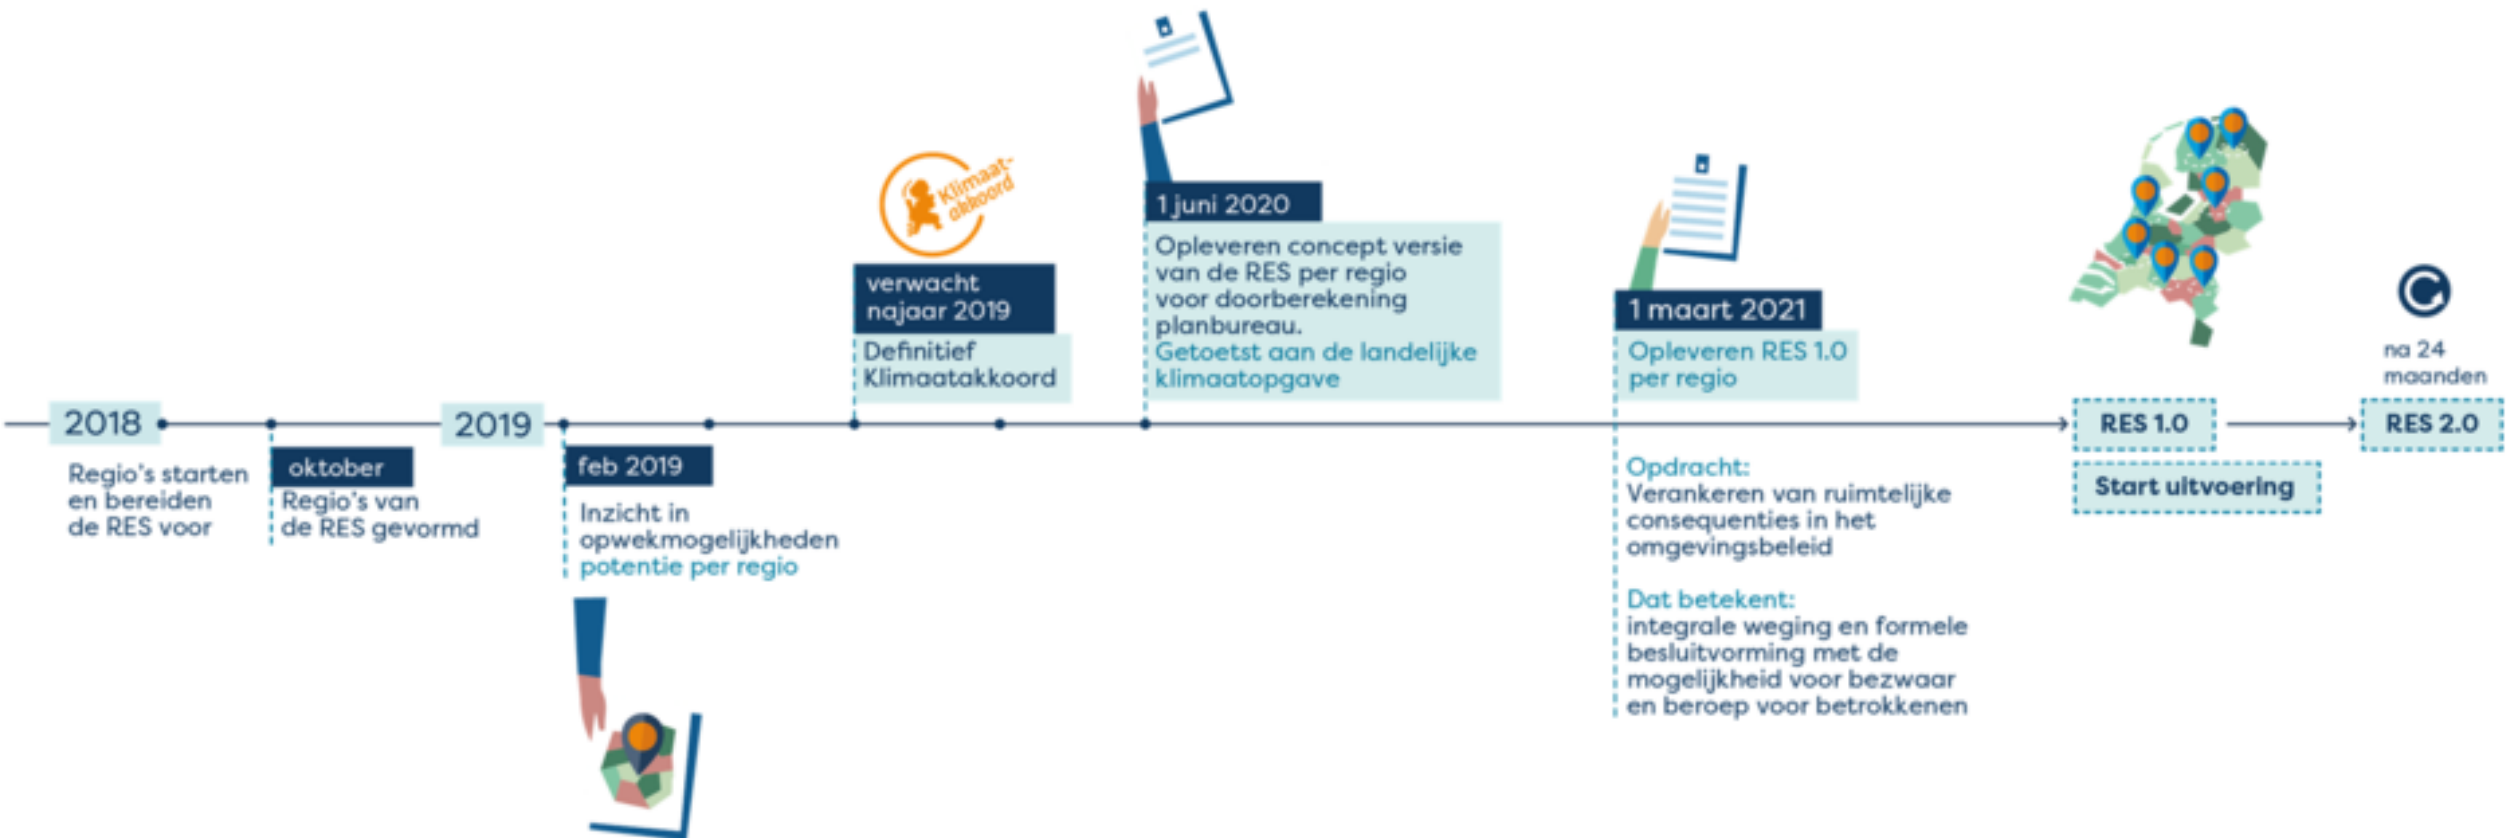 2018
Regio's starten
en bereiden
de RES voor
oktober
Regio's van
de RES gevormd
2019
feb 2019
Inzicht in
opwekmogelijkheden
potentie per regio
Klimaat-
akkoord
verwacht
najaar 2019
Definitief
Klimaatakkoord
1 juni 2020
Opleveren concept versie
van de RES per regio
voor doorberekening
planbureau.
Getoetst aan de landelijke
klimaatopgave
1 maart 2021
Opleveren RES 1.0
per regio
Opdracht:
Verankeren van ruimtelijke
consequenties in het
omgevingsbeleid
Dat betekent:
integrale weging en formele
besluitvorming met de
mogelijkheid voor bezwaar
en beroep voor betrokkenen
RES 1.0
Start uitvoering
na 24
maanden
RES 2.0